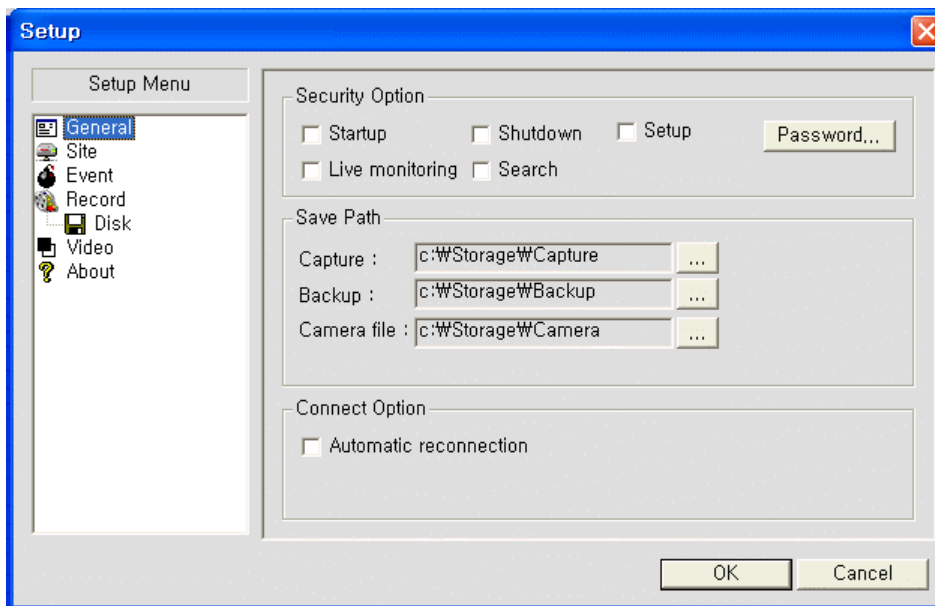 Setup
Setup Menu
General
Site
Event
Record
Disk
Video
About
Security Option
Startup Shutdown Setup Password,,,
Live monitoring Search
Save Path
Capture : c:₩Storage₩Capture ...
Backup : c:₩Storage₩Backup ...
Camera file : c:₩Storage₩Camera ...
Connect Option
Automatic reconnection
OK Cancel